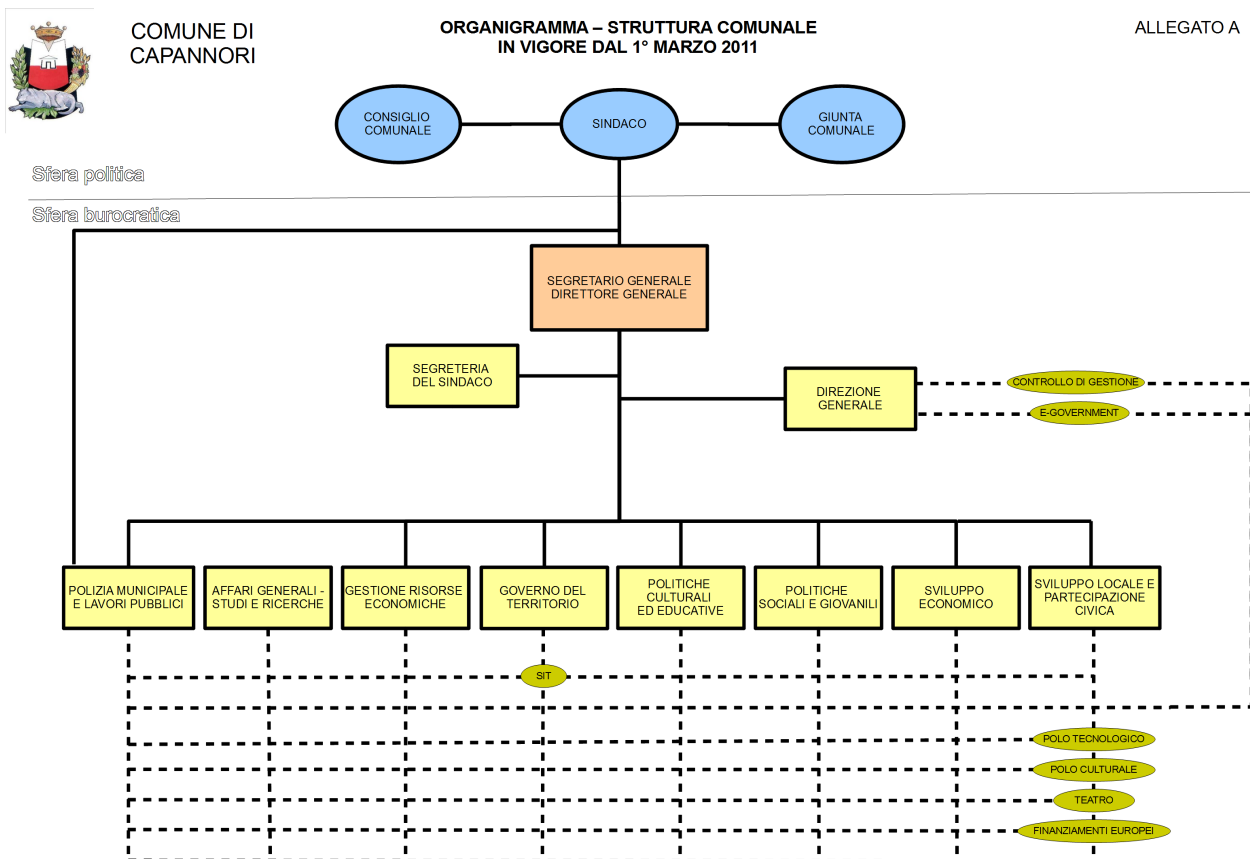 COMUNE DI
CAPANNORI
ORGANIGRAMMA – STRUTTURA COMUNALE
IN VIGORE DAL 1° MARZO 2011
ALLEGATO A
CONSIGLIO
COMUNALE
SINDACO
GIUNTA
COMUNALE
Sfera politica
Sfera burocratica
SEGRETARIO GENERALE
DIRETTORE GENERALE
SEGRETERIA
DEL SINDACO
DIREZIONE
GENERALE
CONTROLLO DI GESTIONE
E-GOVERNMENT
POLIZIA MUNICIPALE
E LAVORI PUBBLICI
AFFARI GENERALI -
STUDI E RICERCHE
GESTIONE RISORSE
ECONOMICHE
GOVERNO DEL
TERRITORIO
POLITICHE
CULTURALI
ED EDUCATIVE
POLITICHE
SOCIALI E GIOVANILI
SVILUPPO
ECONOMICO
SVILUPPO LOCALE E
PARTECIPAZIONE
CIVICA
SIT
POLO TECNOLOGICO
POLO CULTURALE
TEATRO
FINANZIAMENTI EUROPEI